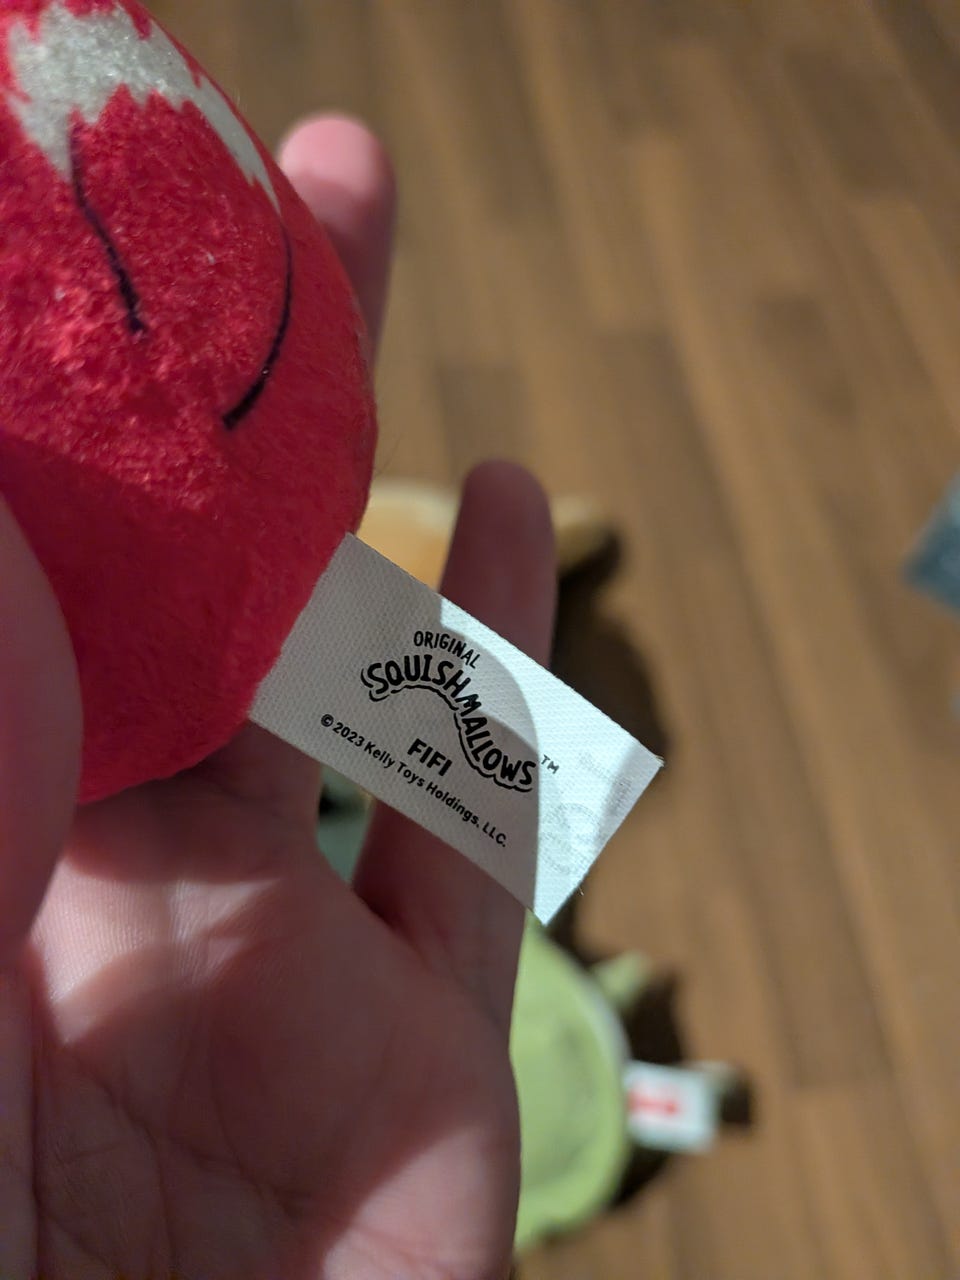 ORIGINAL
SQUISHMALLOWS™
FIFI
© 2023 Kelly Toys Holdings, LLC.